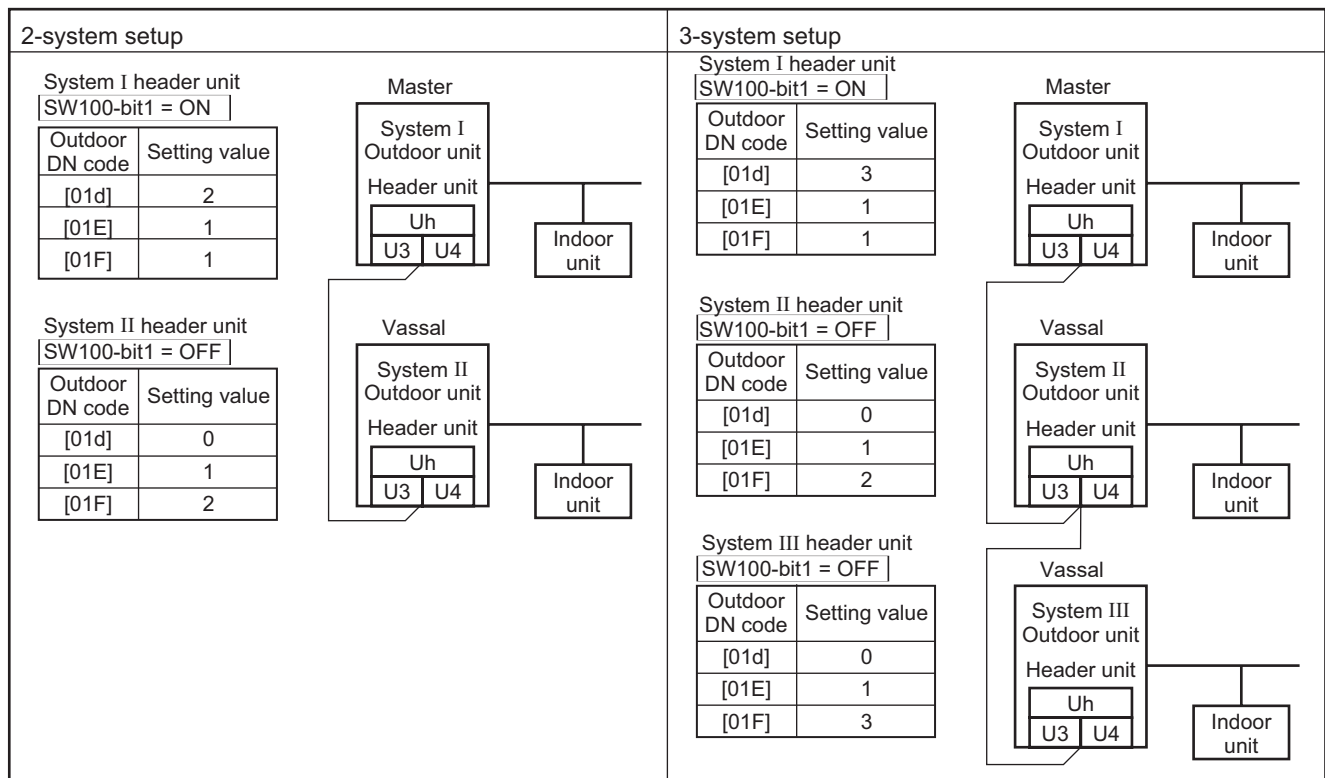 2-system setup
System I header unit
SW100-bit1 = ON
Outdoor DN code Setting value
[01d] 2
[01E] 1
[01F] 1
Master
System I
Outdoor unit
Header unit
Uh
U3 U4
Indoor
unit
System II header unit
SW100-bit1 = OFF
Outdoor DN code Setting value
[01d] 0
[01E] 1
[01F] 2
Vassal
System II
Outdoor unit
Header unit
Uh
U3 U4
Indoor
unit
3-system setup
System I header unit
SW100-bit1 = ON
Outdoor DN code Setting value
[01d] 3
[01E] 1
[01F] 1
Master
System I
Outdoor unit
Header unit
Uh
U3 U4
Indoor
unit
System II header unit
SW100-bit1 = OFF
Outdoor DN code Setting value
[01d] 0
[01E] 1
[01F] 2
Vassal
System II
Outdoor unit
Header unit
Uh
U3 U4
Indoor
unit
System III header unit
SW100-bit1 = OFF
Outdoor DN code Setting value
[01d] 0
[01E] 1
[01F] 3
Vassal
System III
Outdoor unit
Header unit
Uh
U3 U4
Indoor
unit